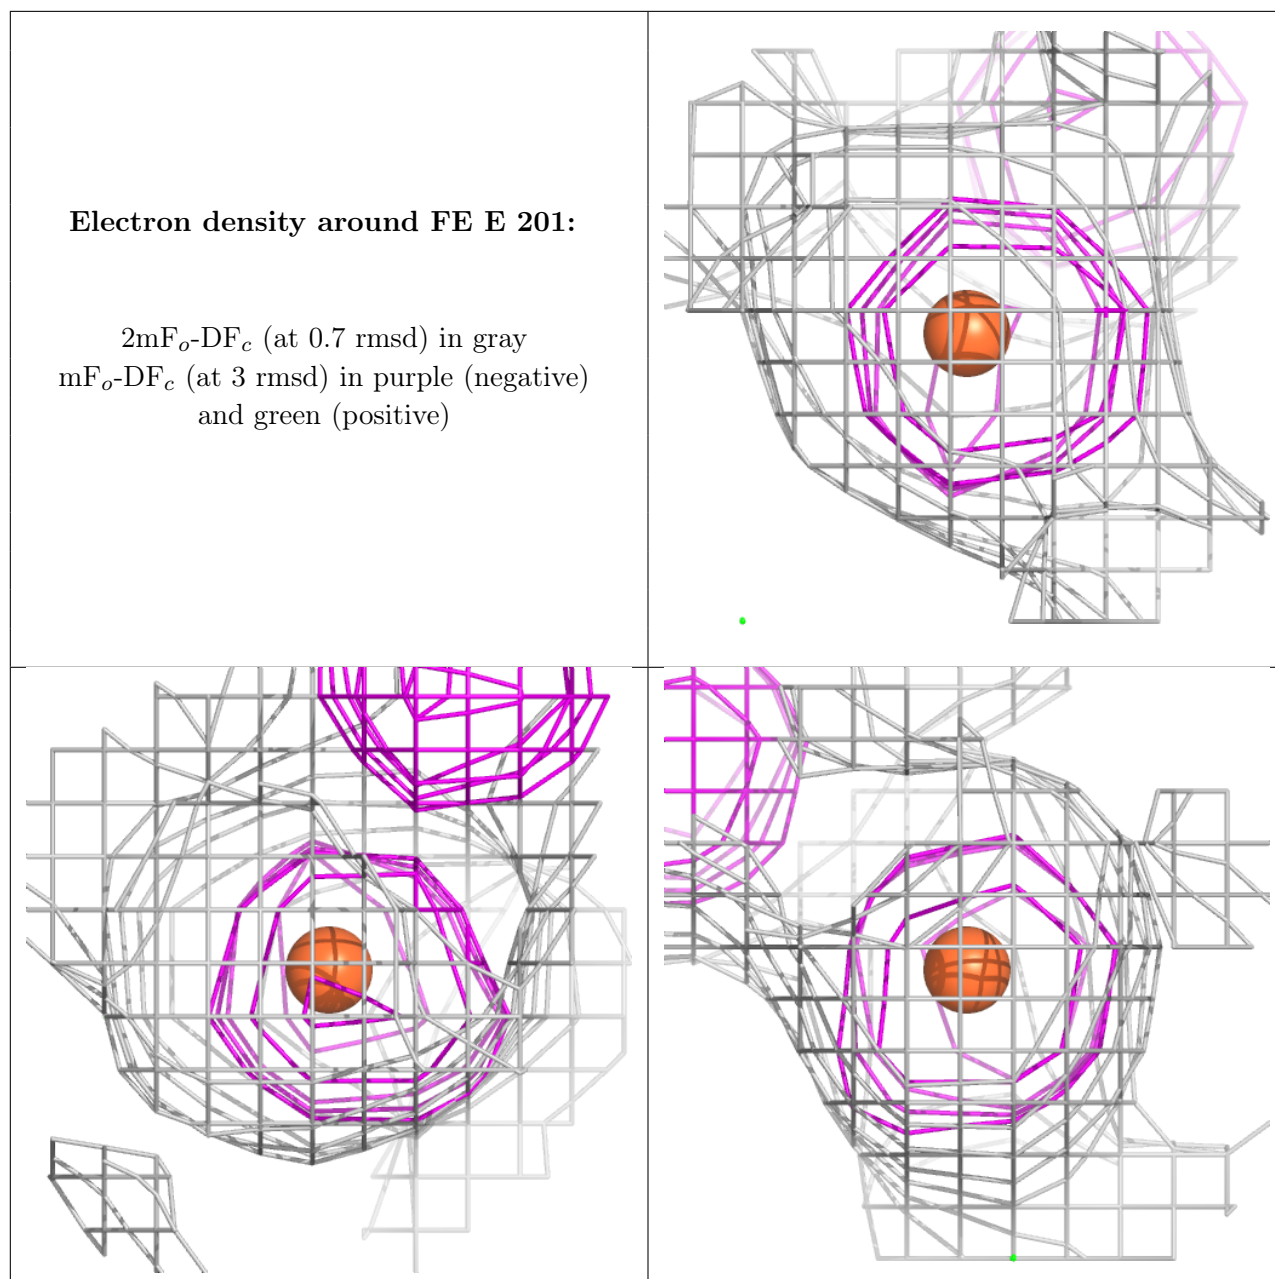 Electron density around FE E 201:
2mFo-DFc (at 0.7 rmsd) in gray
mFo-DFc (at 3 rmsd) in purple (negative)
and green (positive)